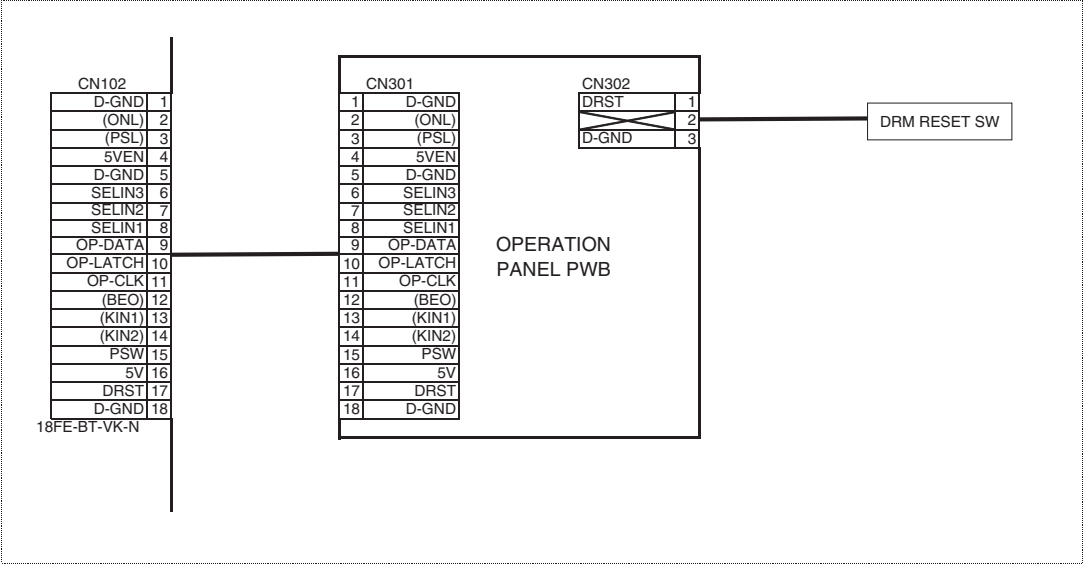 CN102
D-GND 1
(ONL) 2
(PSL) 3
5VEN 4
D-GND 5
SELIN3 6
SELIN2 7
SELIN1 8
OP-DATA 9
OP-LATCH 10
OP-CLK 11
(BEO) 12
(KIN1) 13
(KIN2) 14
PSW 15
5V 16
DRST 17
D-GND 18
18FE-BT-VK-N
CN301
1 D-GND
2 (ONL)
3 (PSL)
4 5VEN
5 D-GND
6 SELIN3
7 SELIN2
8 SELIN1
9 OP-DATA
10 OP-LATCH
11 OP-CLK
12 (BEO)
13 (KIN1)
14 (KIN2)
15 PSW
16 5V
17 DRST
18 D-GND
OPERATION
PANEL PWB
CN302
DRST 1
2
D-GND 3
DRM RESET SW